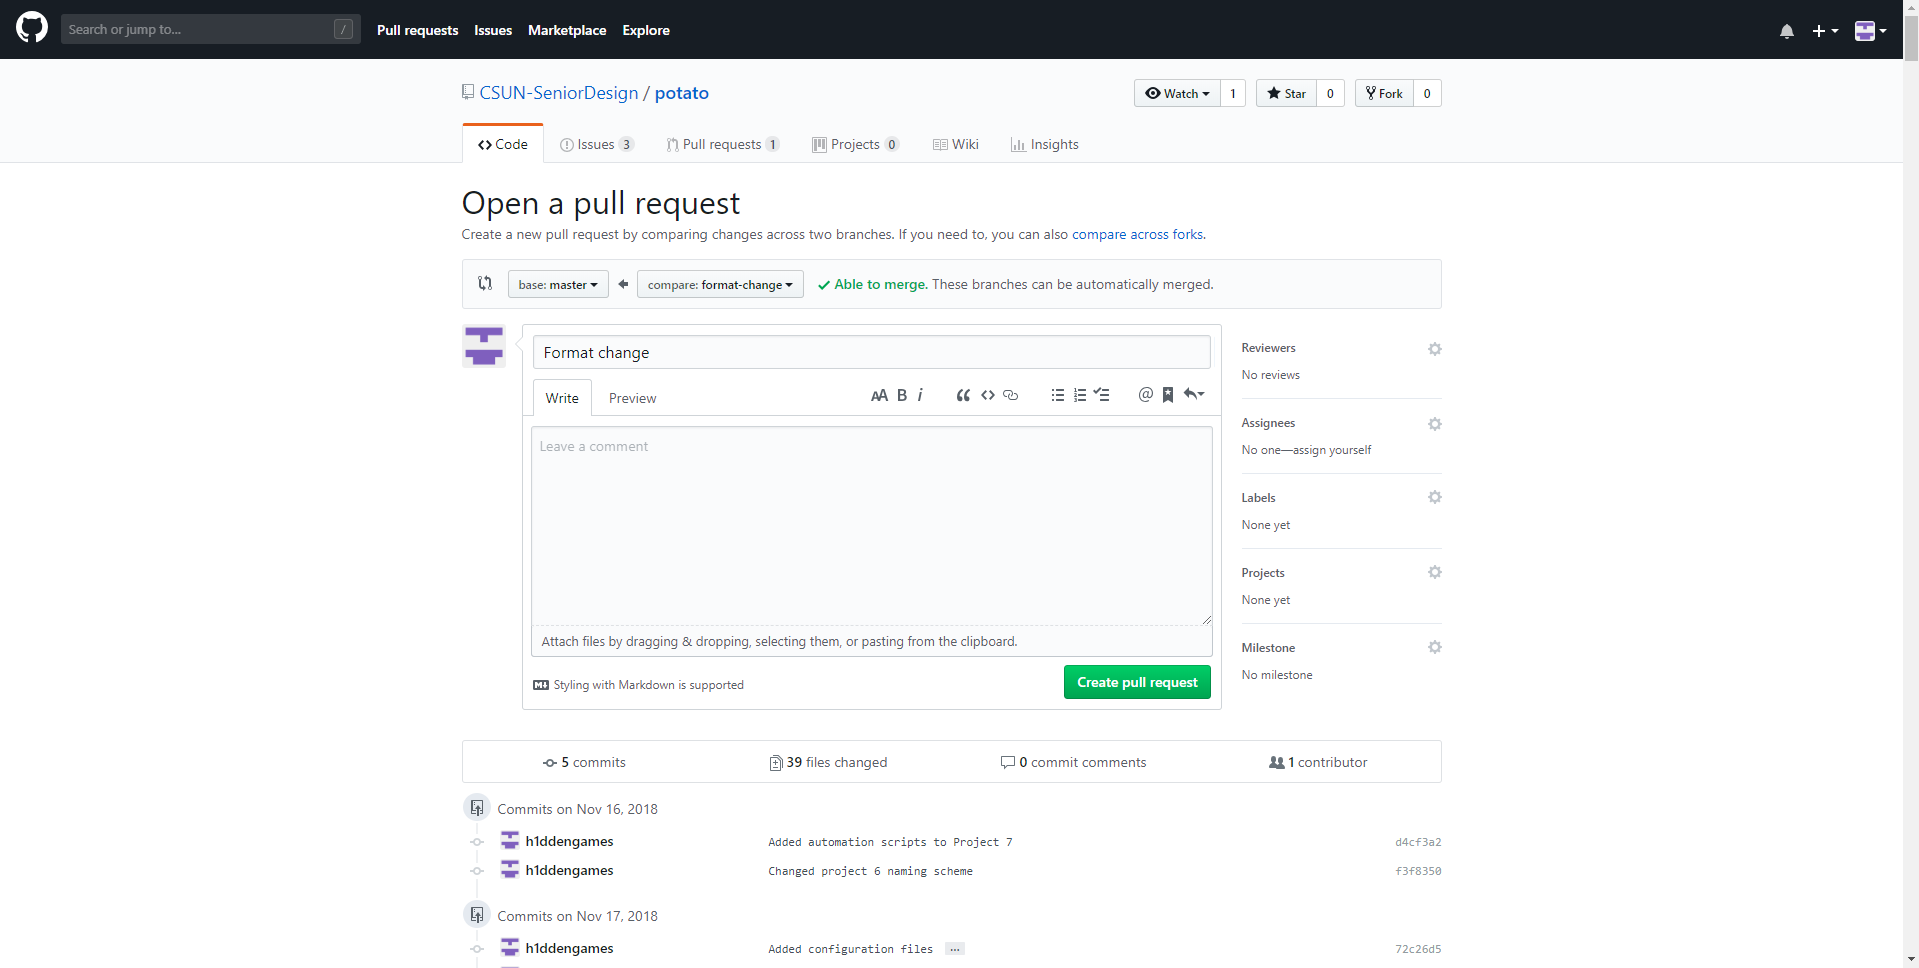 Search or jump to... /
Pull requests Issues Marketplace Explore
CSUN-SeniorDesign / potato
Watch 1 Star 0 Fork 0
Code Issues 3 Pull requests 1 Projects 0 Wiki Insights
Open a pull request
Create a new pull request by comparing changes across two branches. If you need to, you can also compare across forks.
base: master compare: format-change Able to merge. These branches can be automatically merged.
Format change
Write Preview
AA B i
@
Leave a comment
Attach files by dragging & dropping, selecting them, or pasting from the clipboard.
Styling with Markdown is supported
Create pull request
Reviewers
No reviews
Assignees
No one—assign yourself
Labels
None yet
Projects
None yet
Milestone
No milestone
5 commits 39 files changed 0 commit comments 1 contributor
Commits on Nov 16, 2018
h1ddengames Added automation scripts to Project 7 d4cf3a2
h1ddengames Changed project 6 naming scheme f3f8350
Commits on Nov 17, 2018
h1ddengames Added configuration files ... 72c26d5